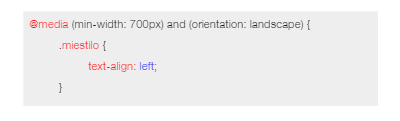 @media (min-width: 700px) and (orientation: landscape) {
.miestilo {
text-align: left;
}